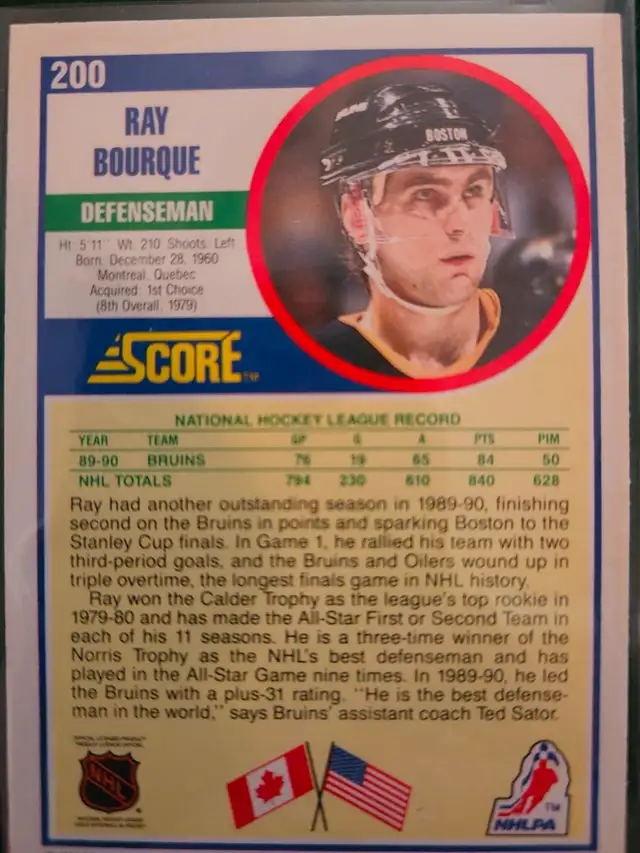 200
RAY
BOURQUE
DEFENSEMAN
Ht. 5'11" Wt. 210 Shoots: Left
Born: December 28, 1960
Montreal, Quebec
Acquired: 1st Choice
(8th Overall, 1979)
BOSTON
SCORE TM
NATIONAL HOCKEY LEAGUE RECORD
YEAR TEAM GP G A PTS PIM
89-90 BRUINS 76 19 65 84 50
NHL TOTALS 794 230 610 840 628
Ray had another outstanding season in 1989-90, finishing
second on the Bruins in points and sparking Boston to the
Stanley Cup finals. In Game 1, he rallied his team with two
third-period goals, and the Bruins and Oilers wound up in
triple overtime, the longest finals game in NHL history.
Ray won the Calder Trophy as the league's top rookie in
1979-80 and has made the All-Star First or Second Team in
each of his 11 seasons. He is a three-time winner of the
Norris Trophy as the NHL's best defenseman and has
played in the All-Star Game nine times. In 1989-90, he led
the Bruins with a plus-31 rating. "He is the best defense-
man in the world," says Bruins' assistant coach Ted Sator.
NHL
TM
NHLPA